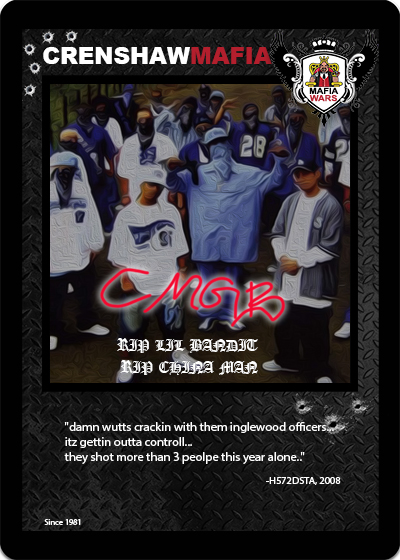 CRENSHAWMAFIA
MAFIA
WARS
28
2
CMGB
RIP LIL BANDIT
RIP CHINA MAN
"damn wutts crackin with them inglewood officers...
itz gettin outta controll...
they shot more than 3 peolpe this year alone.."
-H572DSTA, 2008
Since 1981